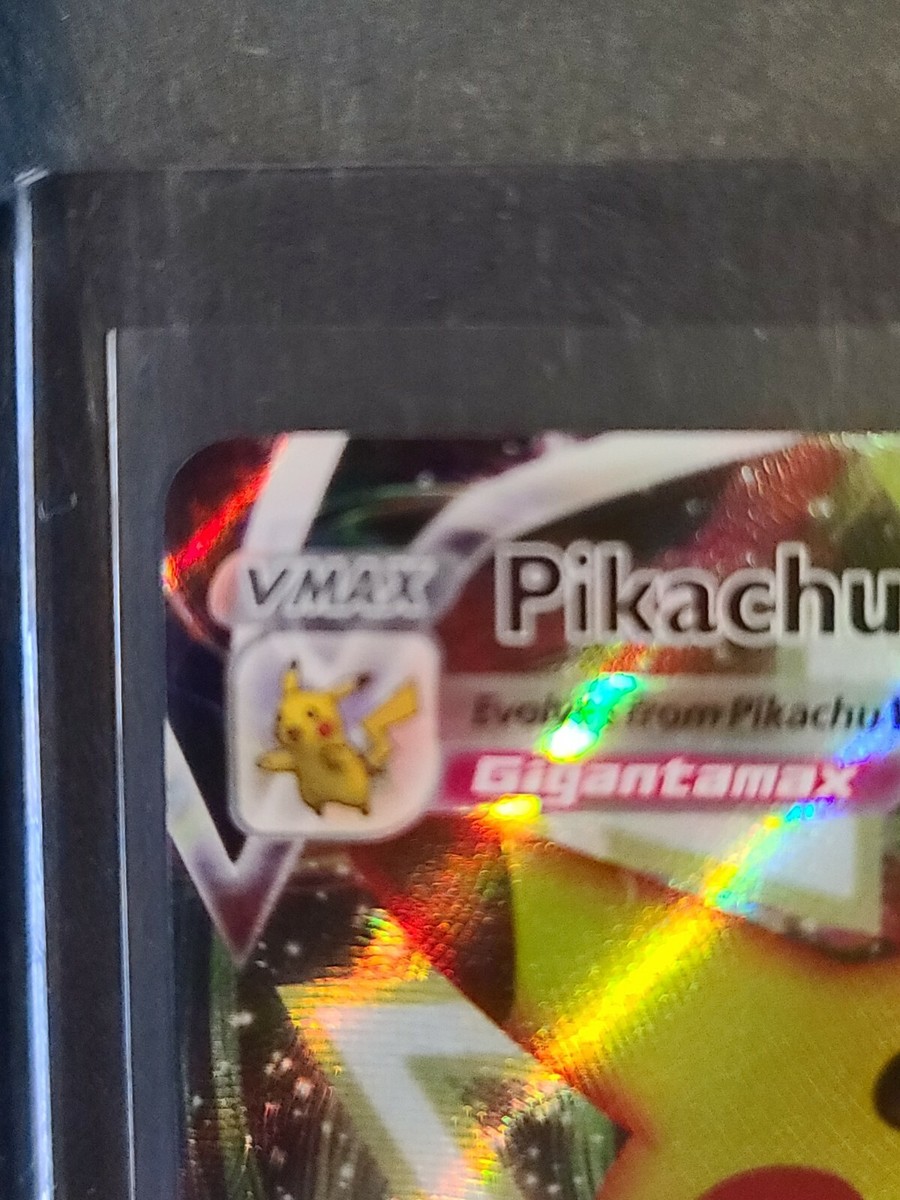 VMAX Pikachu
Evolves from Pikachu
Gigantamax